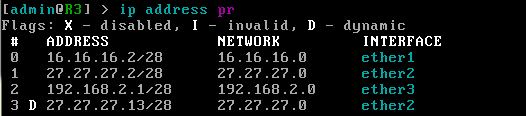 [admin@R3] > ip address pr
Flags: X - disabled, I - invalid, D - dynamic
# ADDRESS NETWORK INTERFACE
0 16.16.16.2/28 16.16.16.0 ether1
1 27.27.27.2/28 27.27.27.0 ether2
2 192.168.2.1/28 192.168.2.0 ether3
3 D 27.27.27.13/28 27.27.27.0 ether2